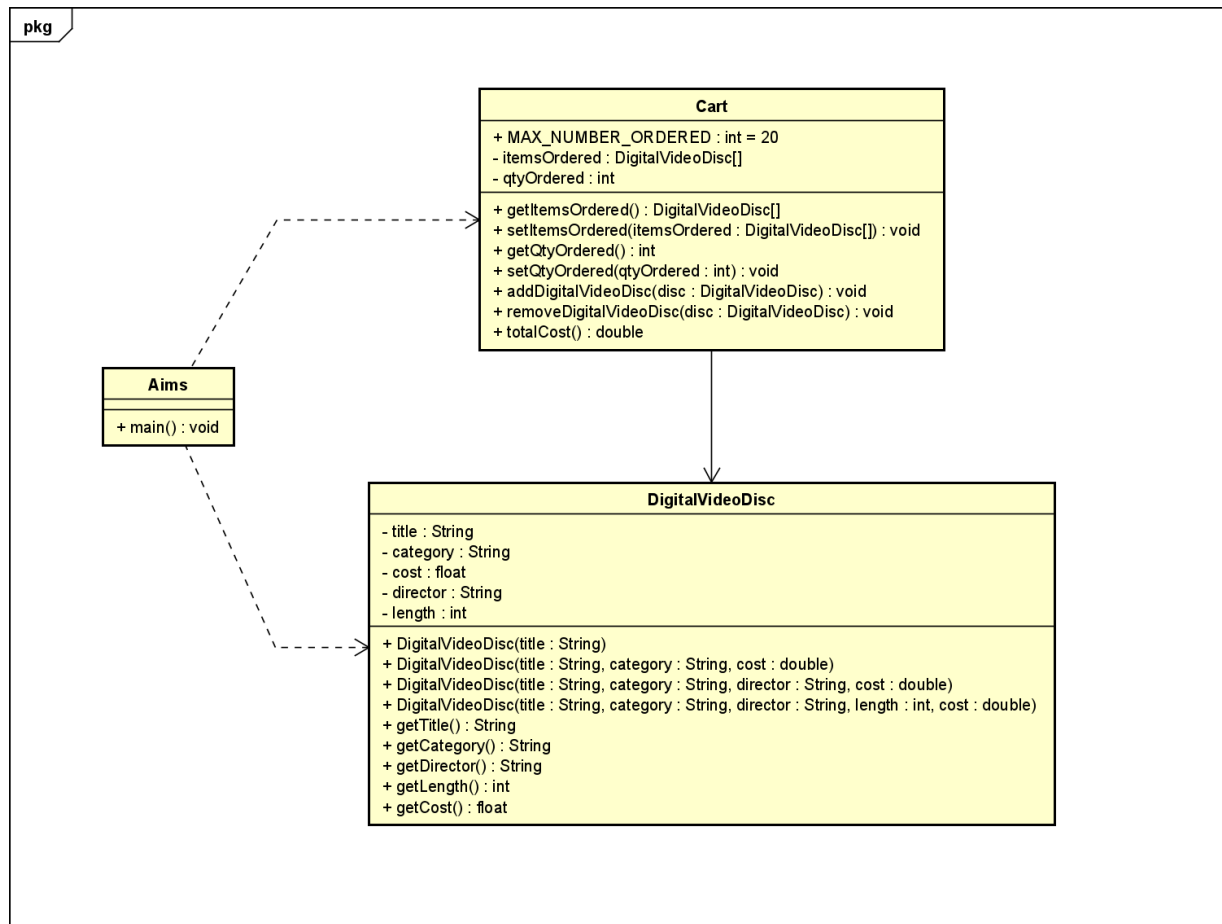 pkg
Cart
+ MAX_NUMBER_ORDERED : int = 20
- itemsOrdered : DigitalVideoDisc[]
- qtyOrdered : int
+ getItemsOrdered() : DigitalVideoDisc[]
+ setItemsOrdered(itemsOrdered : DigitalVideoDisc[]) : void
+ getQtyOrdered() : int
+ setQtyOrdered(qtyOrdered : int) : void
+ addDigitalVideoDisc(disc : DigitalVideoDisc) : void
+ removeDigitalVideoDisc(disc : DigitalVideoDisc) : void
+ totalCost() : double
Aims
+ main() : void
DigitalVideoDisc
- title : String
- category : String
- cost : float
- director : String
- length : int
+ DigitalVideoDisc(title : String)
+ DigitalVideoDisc(title : String, category : String, cost : double)
+ DigitalVideoDisc(title : String, category : String, director : String, cost : double)
+ DigitalVideoDisc(title : String, category : String, director : String, length : int, cost : double)
+ getTitle() : String
+ getCategory() : String
+ getDirector() : String
+ getLength() : int
+ getCost() : float